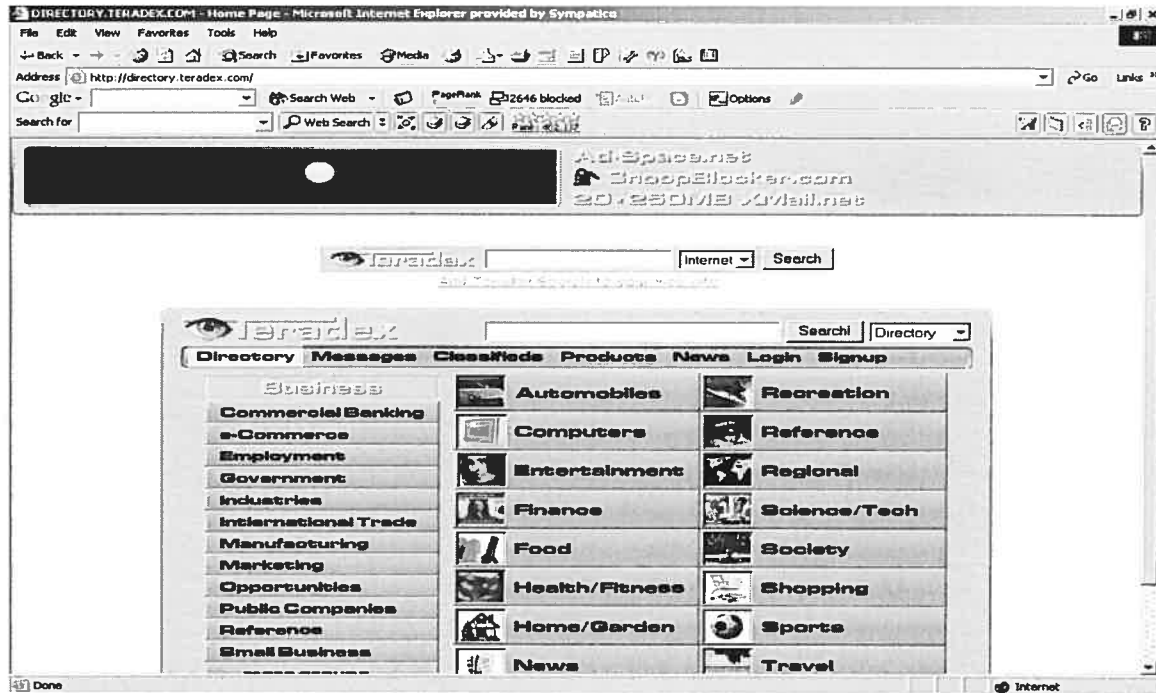 DIRECTORY.TERADEX.COM - Home Page - Microsoft Internet Explorer provided by Sympatico
File Edit View Favorites Tools Help
Back Search Favorites Media
Address http://directory.teradex.com/ Go Links
Google - Search Web PageRank 2646 blocked Options
Search for Web Search
Ad-Space.net
SnoopBlocker.com
20+250MB XMail.net
Teradex Internet Search
Teradex Search! Directory
Directory Messages Classifieds Products News Login Signup
Business
Commercial Banking
e-Commerce
Employment
Government
Industries
International Trade
Manufacturing
Marketing
Opportunities
Public Companies
Reference
Small Business
Automobiles
Computers
Entertainment
Finance
Food
Health/Fitness
Home/Garden
News
Recreation
Reference
Regional
Science/Tech
Society
Shopping
Sports
Travel
Done Internet